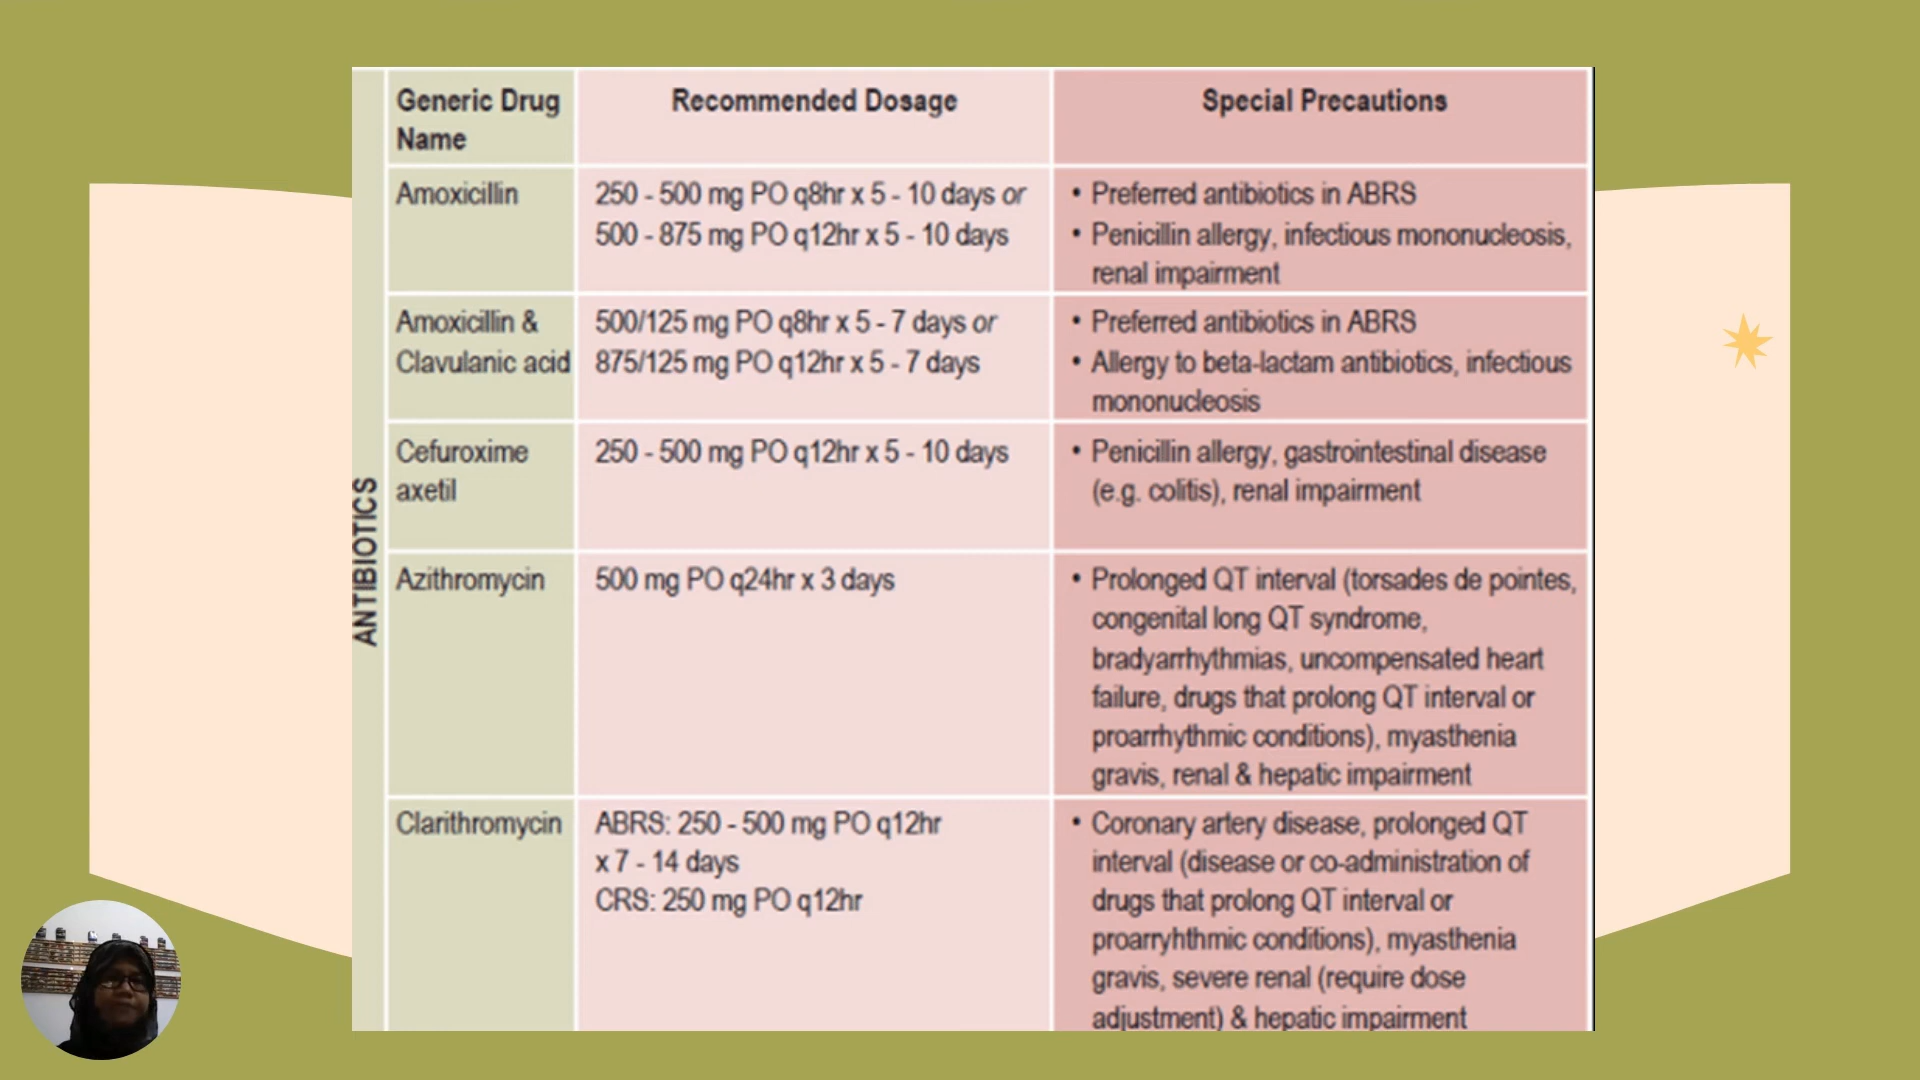 Generic Drug
Name
Recommended Dosage
Special Precautions
ANTIBIOTICS
Amoxicillin
250 - 500 mg PO q8hr x 5 - 10 days or
500 - 875 mg PO q12hr x 5 - 10 days
• Preferred antibiotics in ABRS
• Penicillin allergy, infectious mononucleosis,
renal impairment
Amoxicillin &
Clavulanic acid
500/125 mg PO q8hr x 5 - 7 days or
875/125 mg PO q12hr x 5 - 7 days
• Preferred antibiotics in ABRS
• Allergy to beta-lactam antibiotics, infectious
mononucleosis
Cefuroxime
axetil
250 - 500 mg PO q12hr x 5 - 10 days
• Penicillin allergy, gastrointestinal disease
(e.g. colitis), renal impairment
Azithromycin
500 mg PO q24hr x 3 days
• Prolonged QT interval (torsades de pointes,
congenital long QT syndrome,
bradyarrhythmias, uncompensated heart
failure, drugs that prolong QT interval or
proarrhythmic conditions), myasthenia
gravis, renal & hepatic impairment
Clarithromycin
ABRS: 250 - 500 mg PO q12hr
x 7 - 14 days
CRS: 250 mg PO q12hr
• Coronary artery disease, prolonged QT
interval (disease or co-administration of
drugs that prolong QT interval or
proarryhthmic conditions), myasthenia
gravis, severe renal (require dose
adjustment) & hepatic impairment